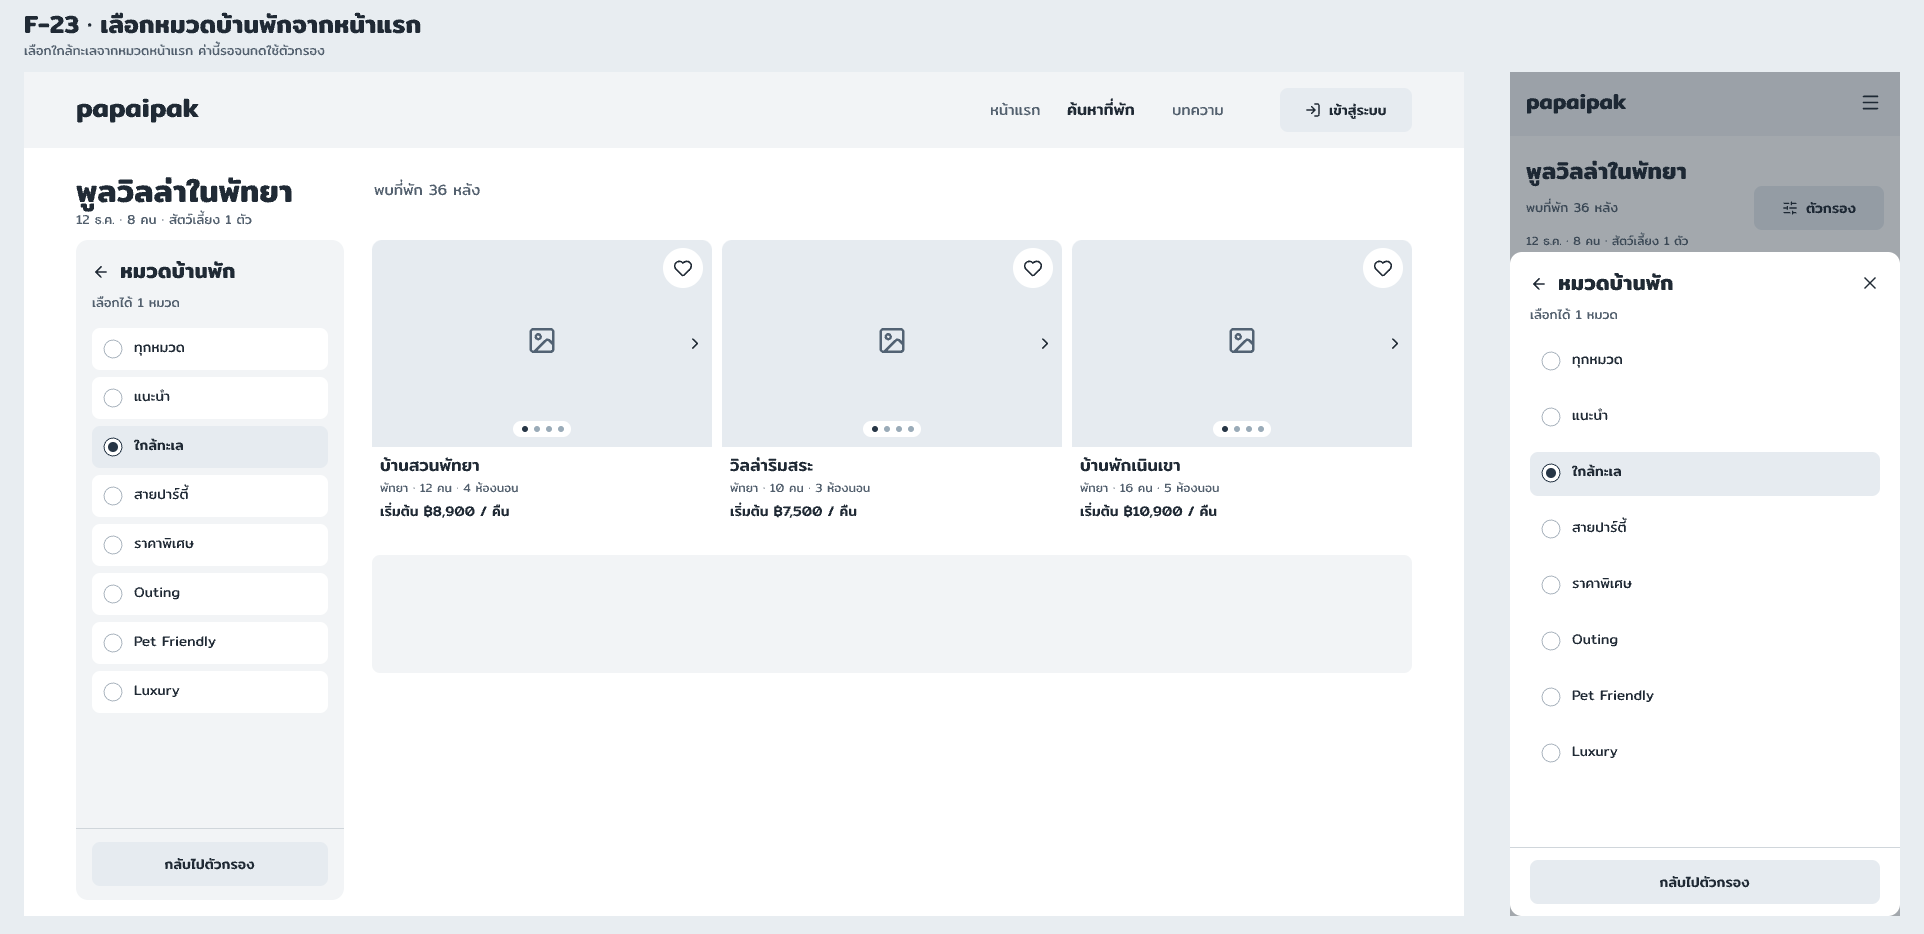 F-23 · เลือกหมวดบ้านพักจากหน้าแรก
เลือกใกล้ทะเลจากหมวดหน้าแรก ค่านี้รอจนกดใช้ตัวกรอง
papaipak
หน้าแรก
ค้นหาที่พัก
บทความ
เข้าสู่ระบบ
พูลวิลล่าในพัทยา
12 ธ.ค. · 8 คน · สัตว์เลี้ยง 1 ตัว
พบที่พัก 36 หลัง
หมวดบ้านพัก
เลือกได้ 1 หมวด
ทุกหมวด
แนะนำ
ใกล้ทะเล
สายปาร์ตี้
ราคาพิเศษ
Outing
Pet Friendly
Luxury
กลับไปตัวกรอง
บ้านสวนพัทยา
พัทยา · 12 คน · 4 ห้องนอน
เริ่มต้น ฿8,900 / คืน
วิลล่าริมสระ
พัทยา · 10 คน · 3 ห้องนอน
เริ่มต้น ฿7,500 / คืน
บ้านพักเนินเขา
พัทยา · 16 คน · 5 ห้องนอน
เริ่มต้น ฿10,900 / คืน
papaipak
พูลวิลล่าในพัทยา
พบที่พัก 36 หลัง
ตัวกรอง
12 ธ.ค. · 8 คน · สัตว์เลี้ยง 1 ตัว
หมวดบ้านพัก
เลือกได้ 1 หมวด
ทุกหมวด
แนะนำ
ใกล้ทะเล
สายปาร์ตี้
ราคาพิเศษ
Outing
Pet Friendly
Luxury
กลับไปตัวกรอง